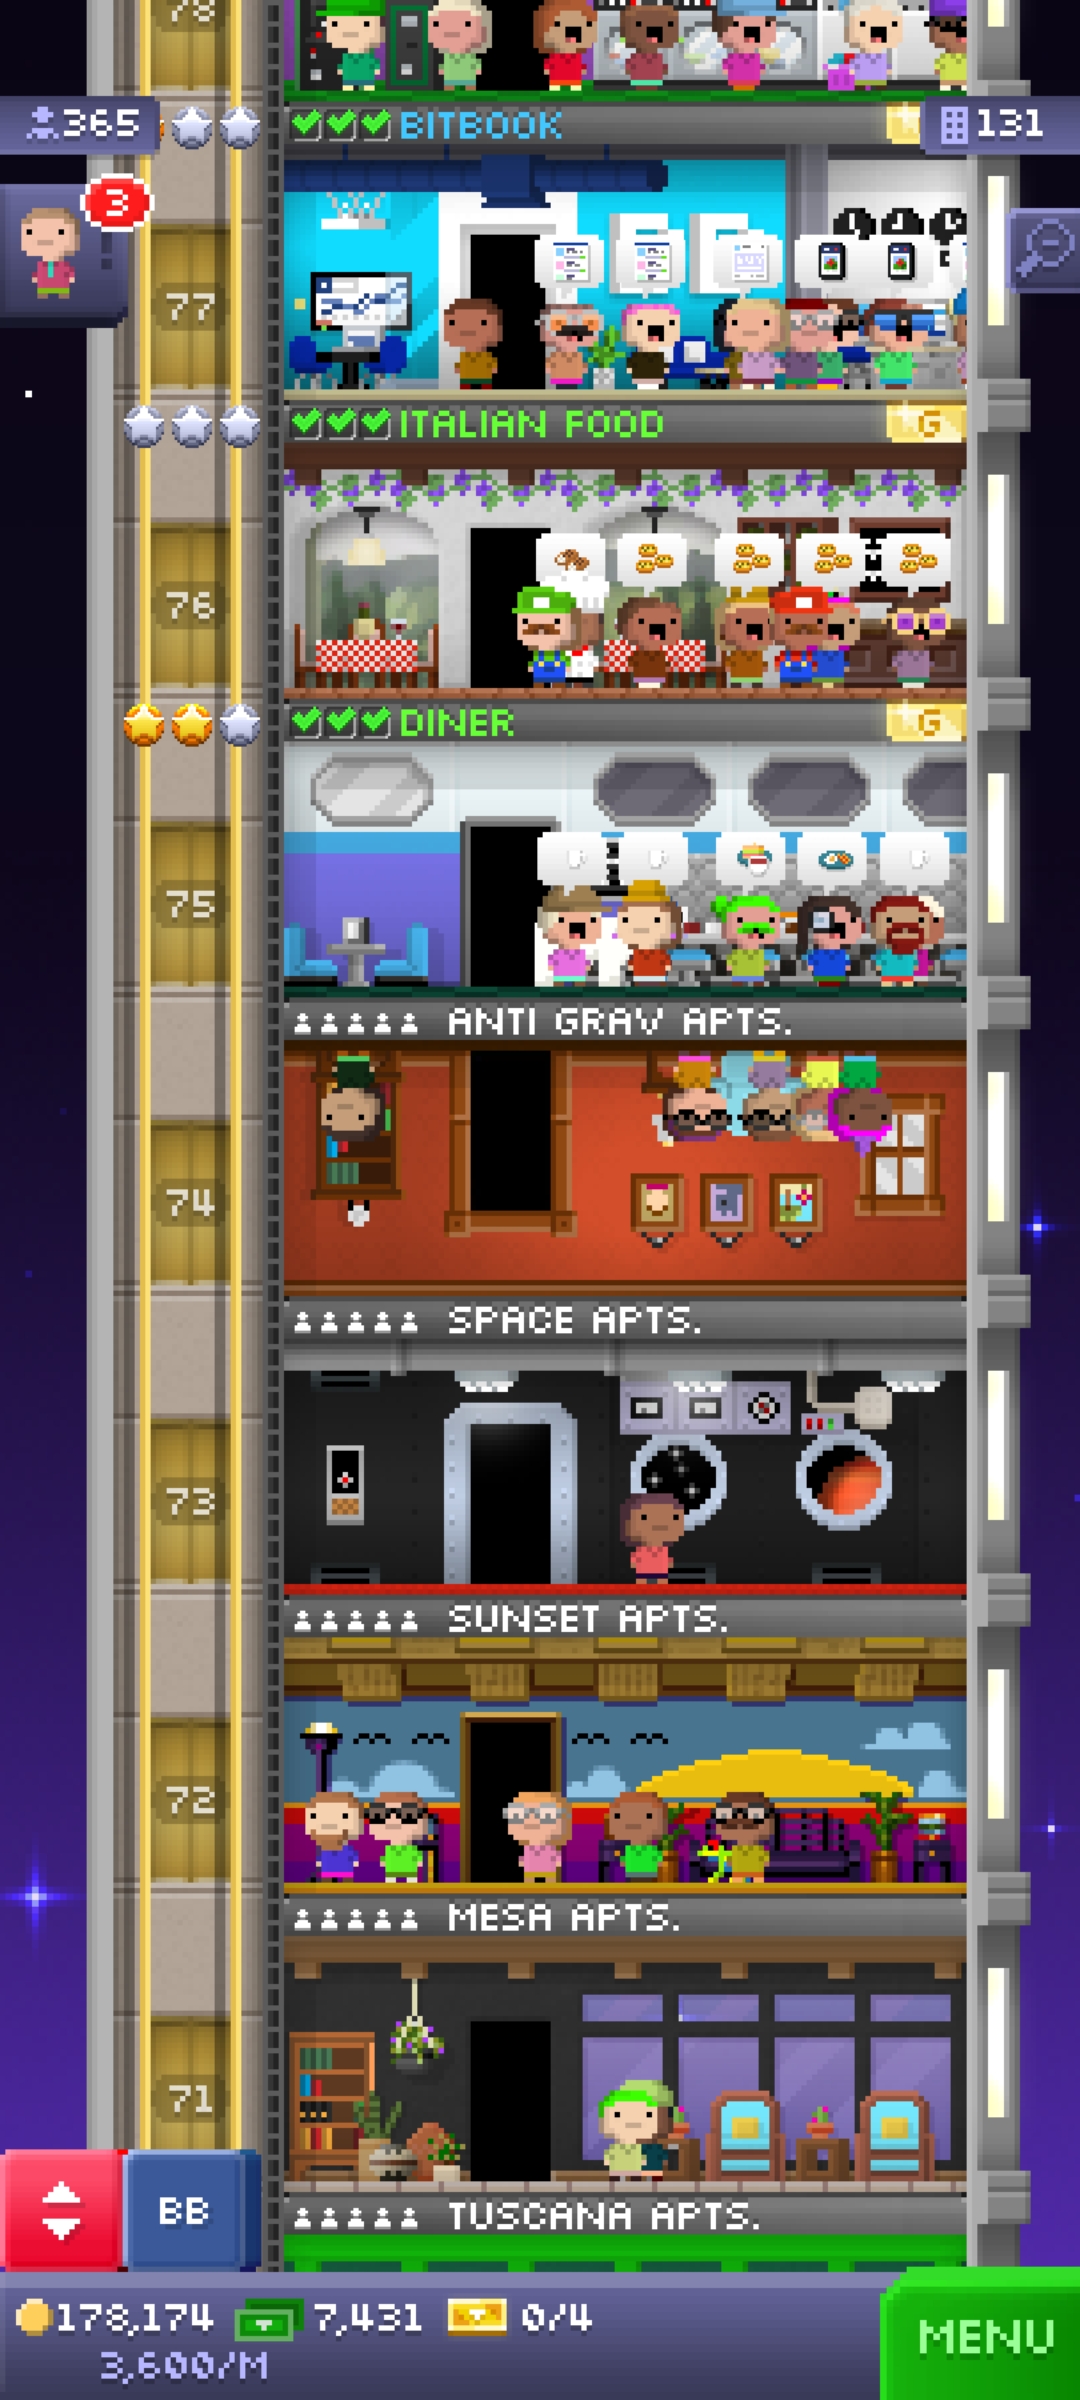 78
365
BITBOOK
131
3
77
ITALIAN FOOD
G
76
DINER
G
75
ANTI GRAV APTS.
74
SPACE APTS.
73
SUNSET APTS.
72
MESA APTS.
71
BB
TUSCANA APTS.
178,174
7,431
0/4
3,600/M
MENU